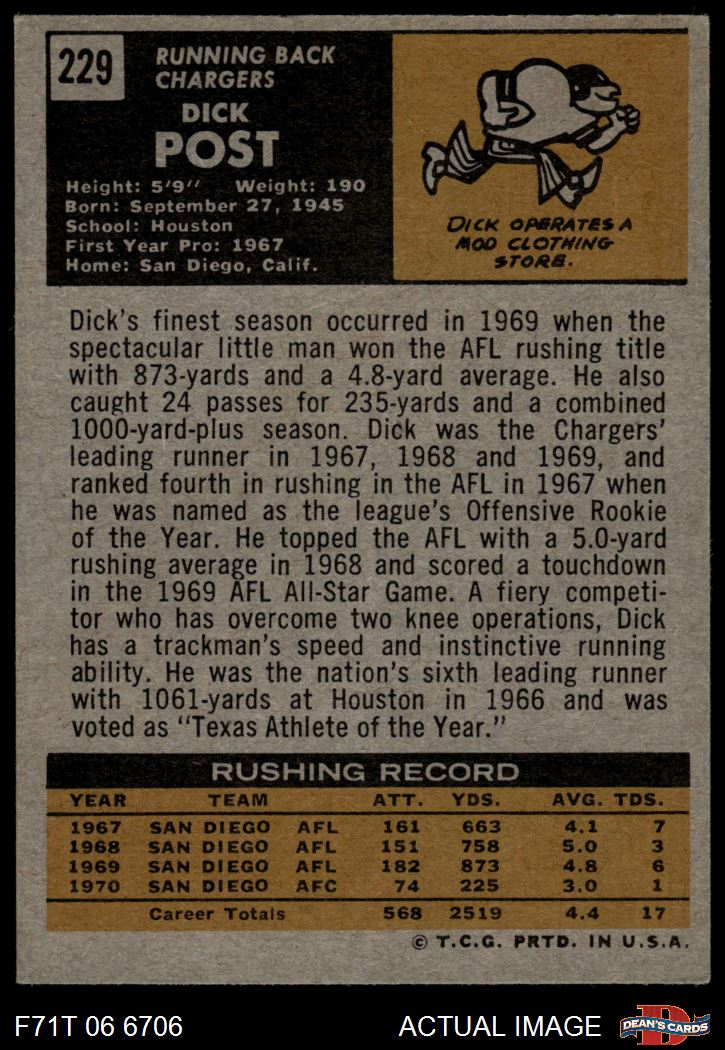 229
RUNNING BACK
CHARGERS
DICK
POST
Height: 5'9" Weight: 190
Born: September 27, 1945
School: Houston
First Year Pro: 1967
Home: San Diego, Calif.
DICK OPERATES A
MOD CLOTHING
STORE.
Dick's finest season occurred in 1969 when the
spectacular little man won the AFL rushing title
with 873-yards and a 4.8-yard average. He also
caught 24 passes for 235-yards and a combined
1000-yard-plus season. Dick was the Chargers'
leading runner in 1967, 1968 and 1969, and
ranked fourth in rushing in the AFL in 1967 when
he was named as the league's Offensive Rookie
of the Year. He topped the AFL with a 5.0-yard
rushing average in 1968 and scored a touchdown
in the 1969 AFL All-Star Game. A fiery competi-
tor who has overcome two knee operations, Dick
has a trackman's speed and instinctive running
ability. He was the nation's sixth leading runner
with 1061-yards at Houston in 1966 and was
voted as "Texas Athlete of the Year."
RUSHING RECORD
YEAR TEAM ATT. YDS. AVG. TDS.
1967 SAN DIEGO AFL 161 663 4.1 7
1968 SAN DIEGO AFL 151 758 5.0 3
1969 SAN DIEGO AFL 182 873 4.8 6
1970 SAN DIEGO AFC 74 225 3.0 1
Career Totals 568 2519 4.4 17
© T.C.G. PRTD. IN U.S.A.
F71T 06 6706 ACTUAL IMAGE D DEAN'S CARDS